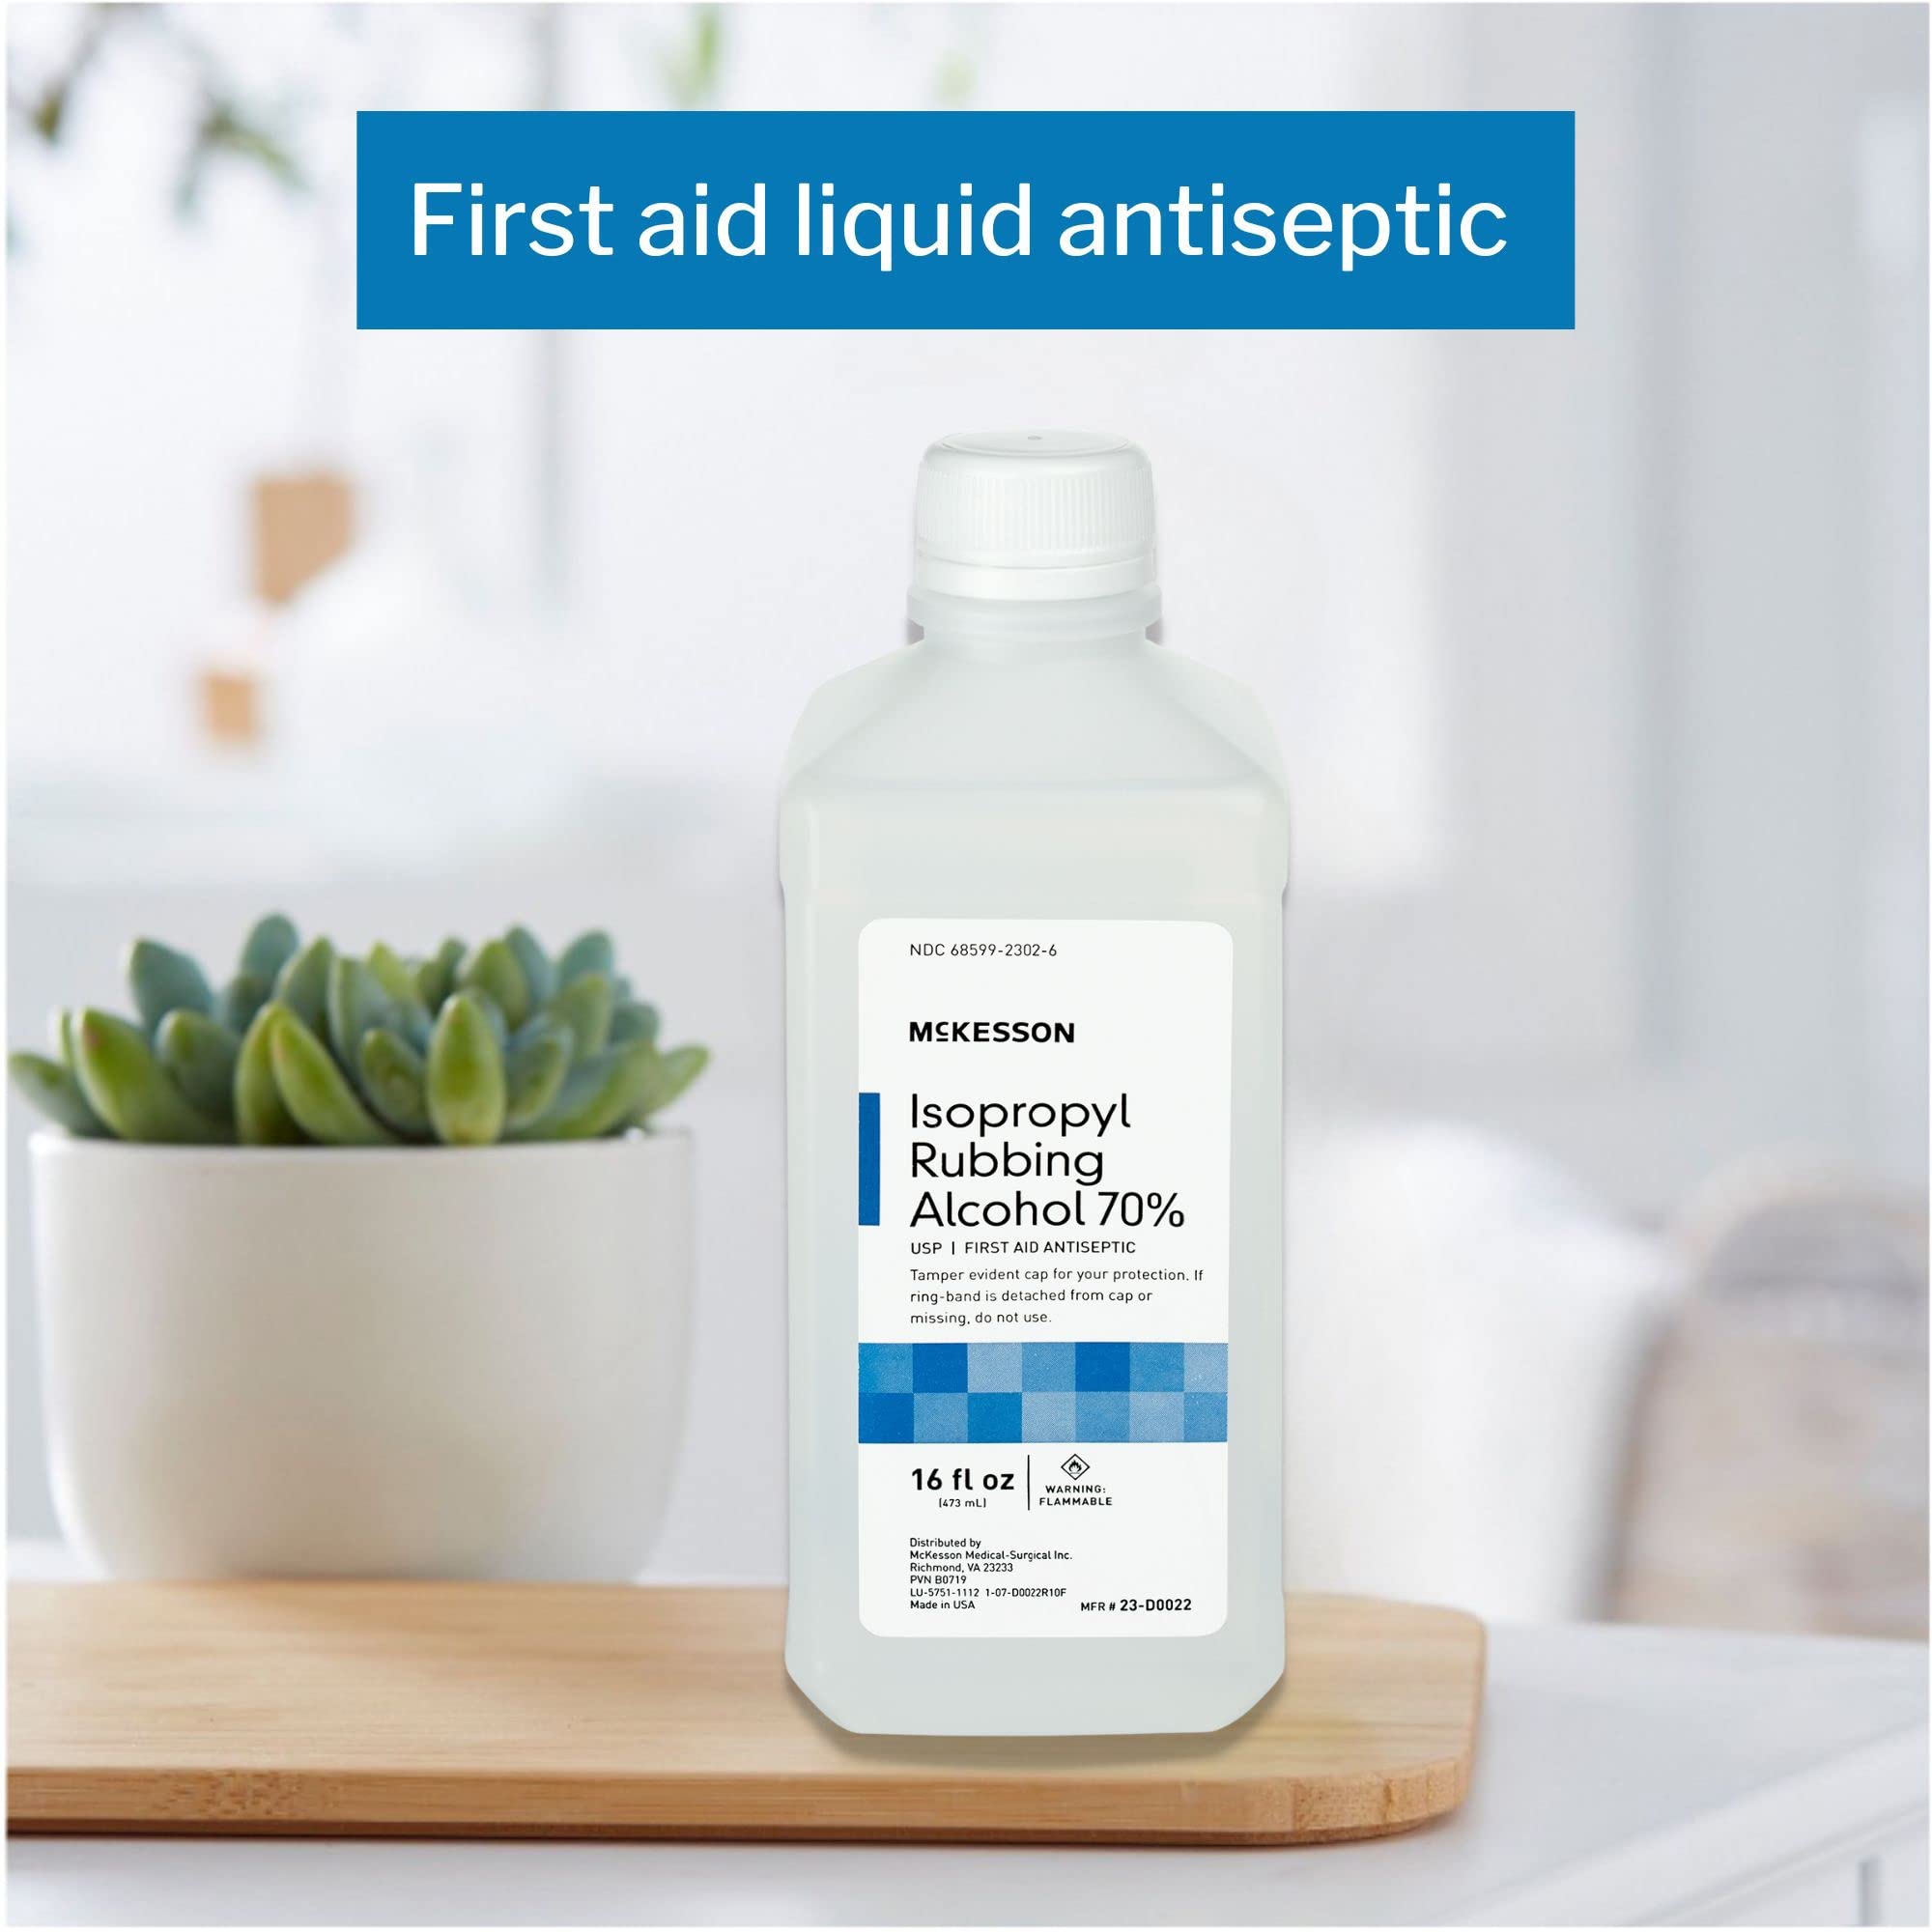 First aid liquid antiseptic
NDC 68599-2302-6
McKESSON
Isopropyl
Rubbing
Alcohol 70%
USP | FIRST AID ANTISEPTIC
Tamper evident cap for your protection. If
ring-band is detached from cap or
missing, do not use.
16 fl oz
(473 mL)
WARNING:
FLAMMABLE
Distributed by
McKesson Medical-Surgical Inc.
Richmond, VA 23233
PVN B0719
LU-5751-1112 1-07-D0022R10F
Made in USA
MFR # 23-D0022